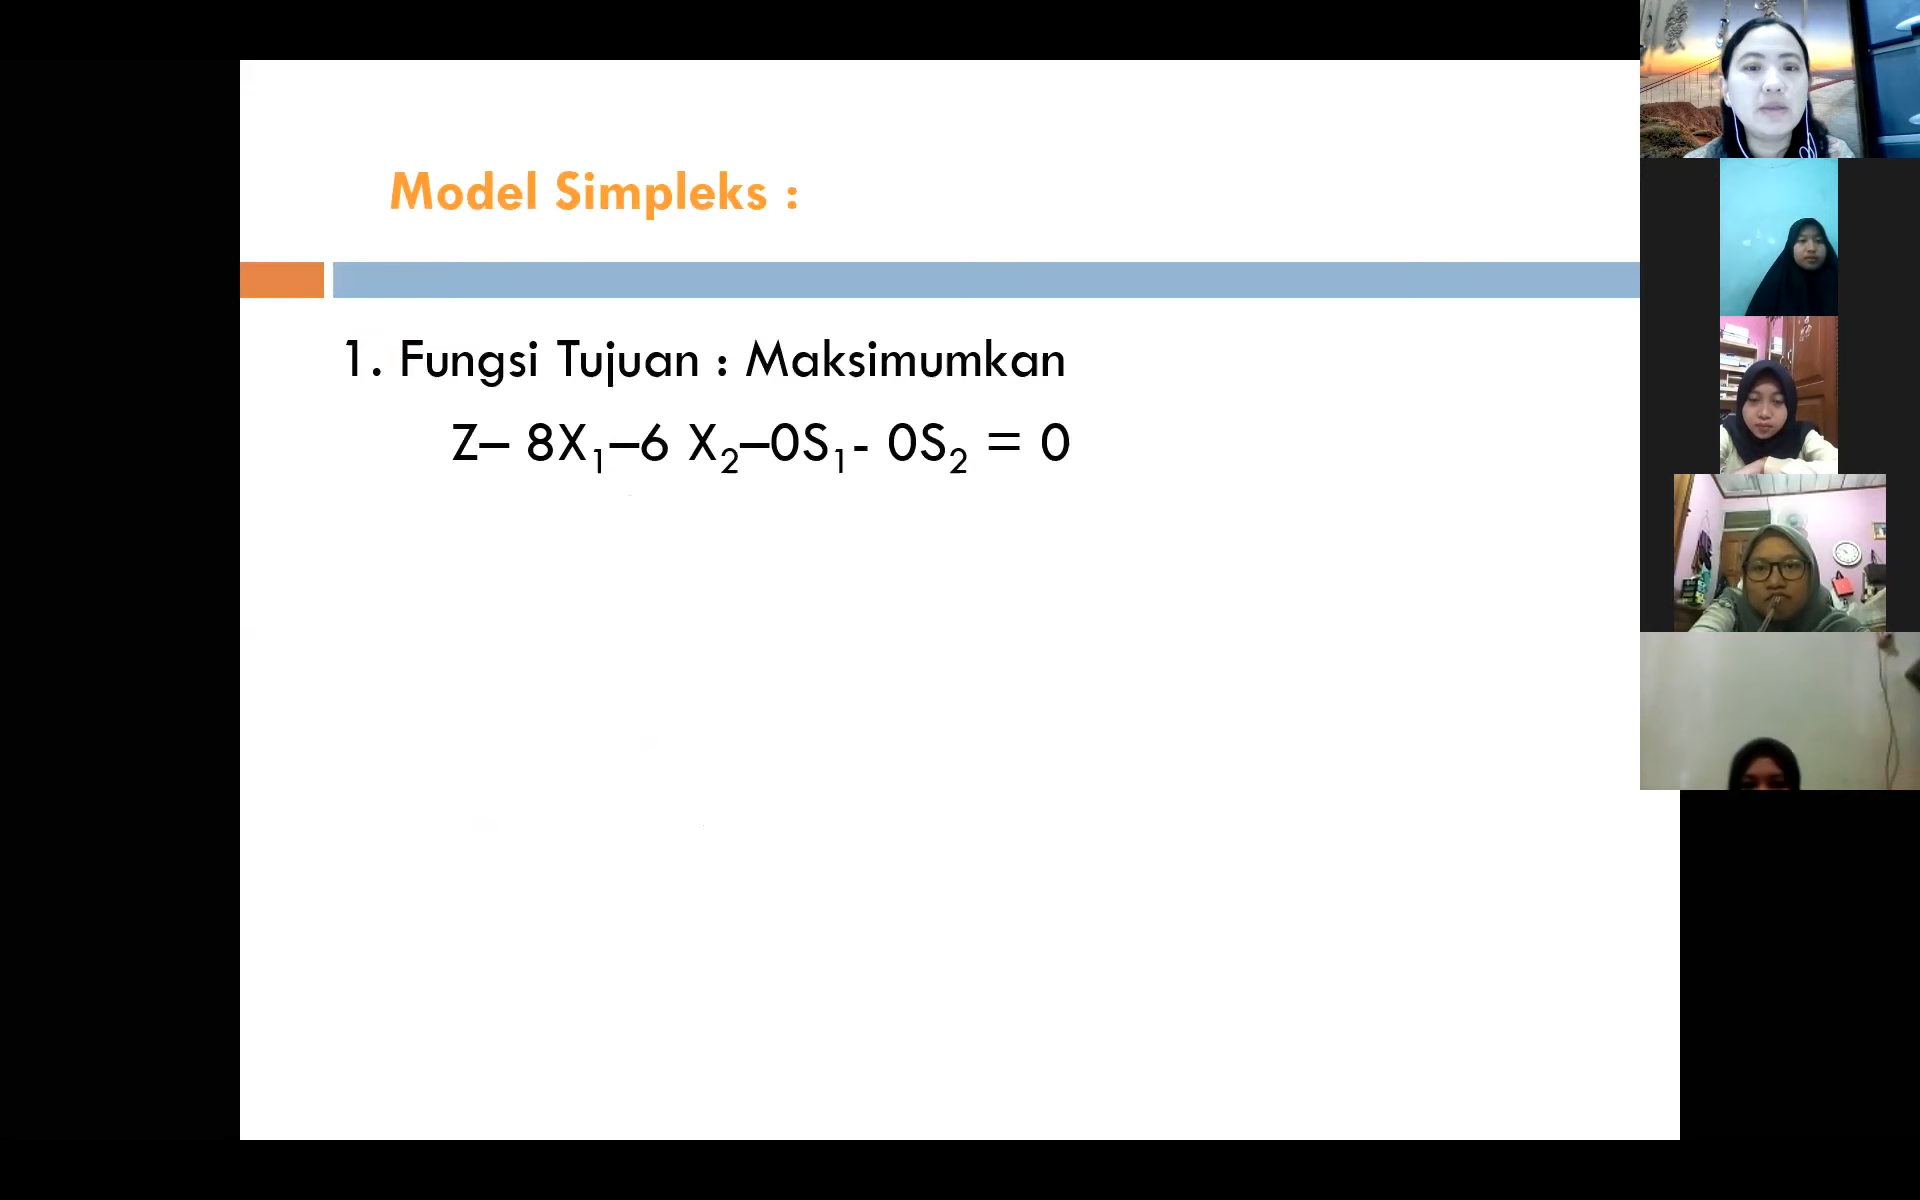 Model Simpleks :
1. Fungsi Tujuan : Maksimumkan
Z– 8X₁–6 X₂–0S₁- 0S₂ = 0